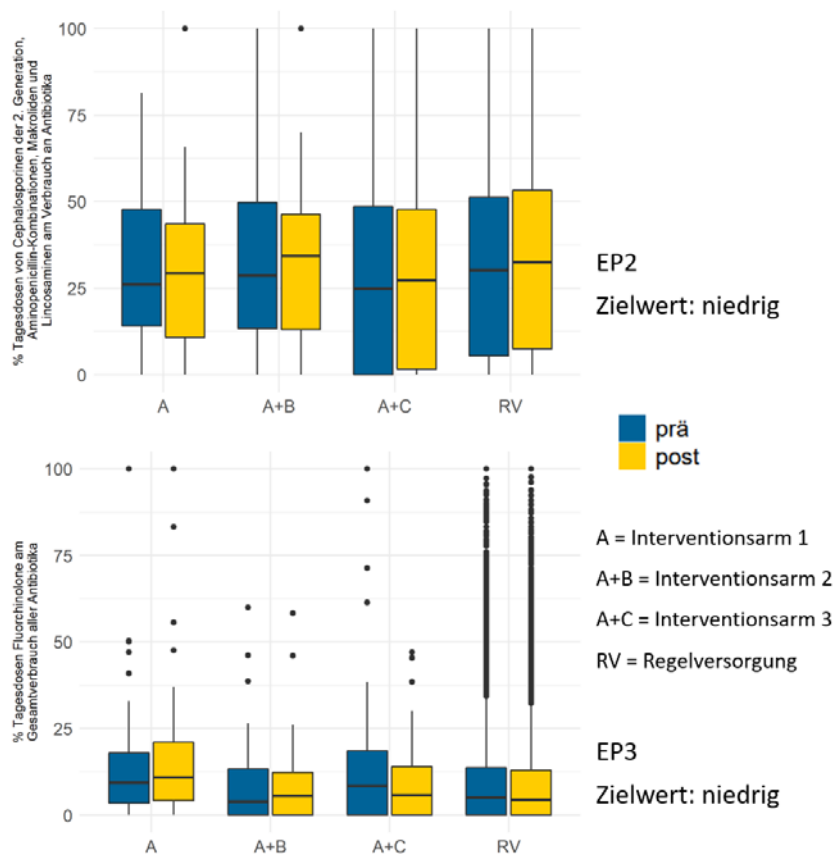 % Tagesdosen von Cephalosporinen der 2. Generation,
Aminopenicillin-Kombinationen, Makroliden und
Lincosaminen am Verbrauch an Antibiotika
100
75
50
25
0
A
A+B
A+C
RV
EP2
Zielwert: niedrig
prä
post
% Tagesdosen Fluorchinolone am
Gesamtverbrauch aller Antibiotika
100
75
50
25
0
A
A+B
A+C
RV
A = Interventionsarm 1
A+B = Interventionsarm 2
A+C = Interventionsarm 3
RV = Regelversorgung
EP3
Zielwert: niedrig